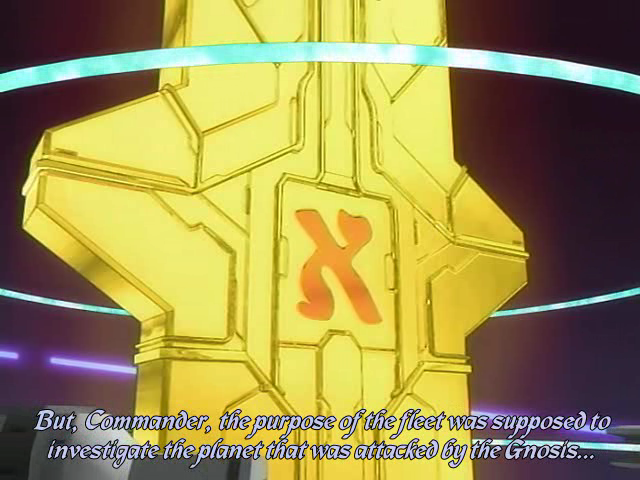 א
But, Commander, the purpose of the fleet was supposed to
investigate the planet that was attacked by the Gnosis...